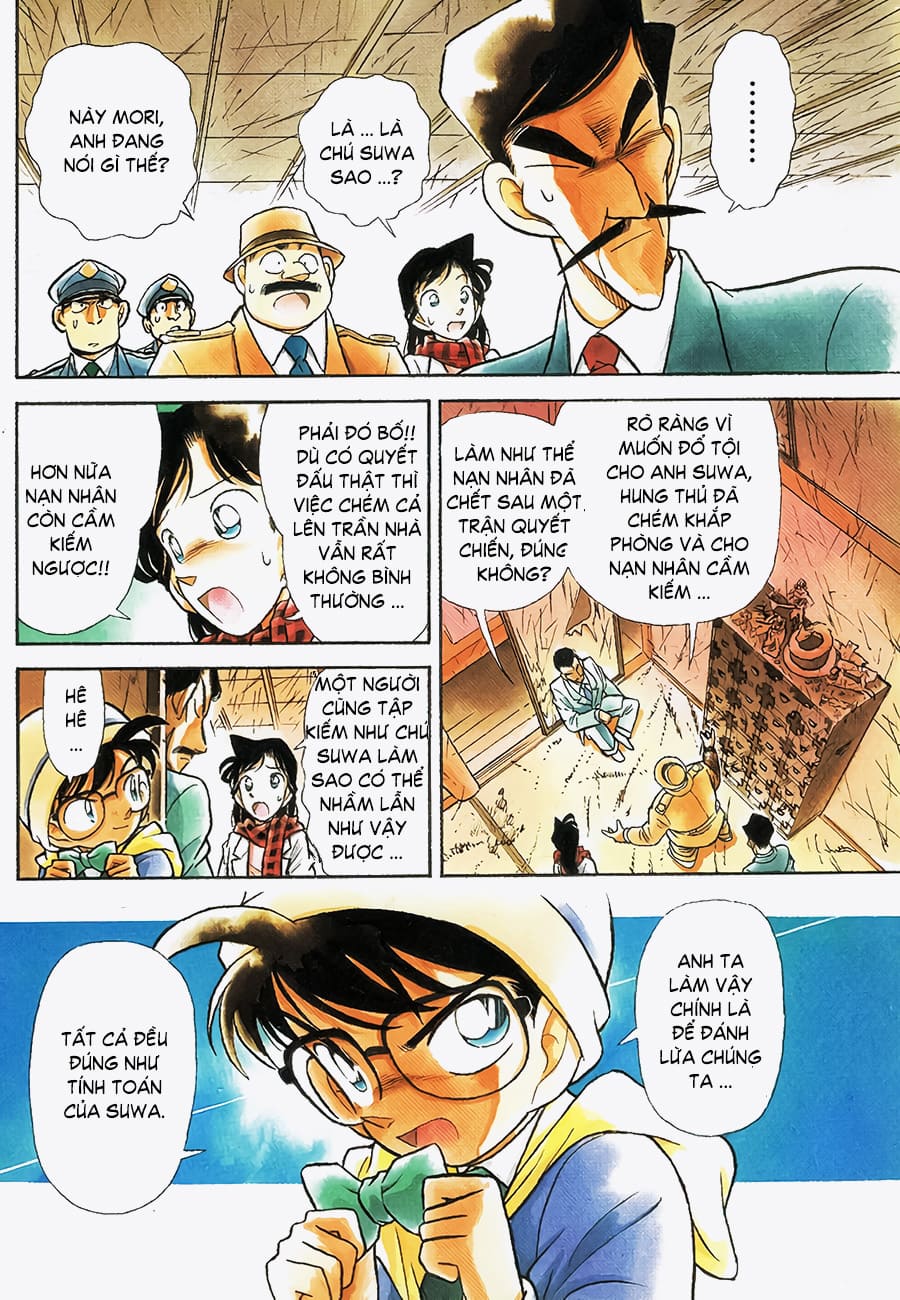 ..........
LÀ ... LÀ
CHÚ SUWA
SAO ...?
NÀY MORI,
ANH ĐANG
NÓI GÌ THẾ?
RÕ RÀNG VÌ
MUỐN ĐỔ TỘI
CHO ANH SUWA,
HUNG THỦ ĐÃ
CHÉM KHẮP
PHÒNG VÀ CHO
NẠN NHÂN CẦM
KIẾM ...
LÀM NHƯ THỂ
NẠN NHÂN ĐÃ
CHẾT SAU MỘT
TRẬN QUYẾT
CHIẾN, ĐÚNG
KHÔNG?
PHẢI ĐÓ BỐ!!
DÙ CÓ QUYẾT
ĐẤU THẬT THÌ
VIỆC CHÉM CẢ
LÊN TRẦN NHÀ
VẪN RẤT
KHÔNG BÌNH
THƯỜNG ...
HƠN NỮA
NẠN NHÂN
CÒN CẦM
KIẾM
NGƯỢC!!
MỘT NGƯỜI
CŨNG TẬP
KIẾM NHƯ CHÚ
SUWA LÀM
SAO CÓ THỂ
NHẦM LẪN
NHƯ VẬY
ĐƯỢC ...
HÊ
HÊ
...
ANH TA
LÀM VẬY
CHÍNH LÀ
ĐỂ ĐÁNH
LỪA CHÚNG
TA ...
TẤT CẢ ĐỀU
ĐÚNG NHƯ
TÍNH TOÁN
CỦA SUWA.